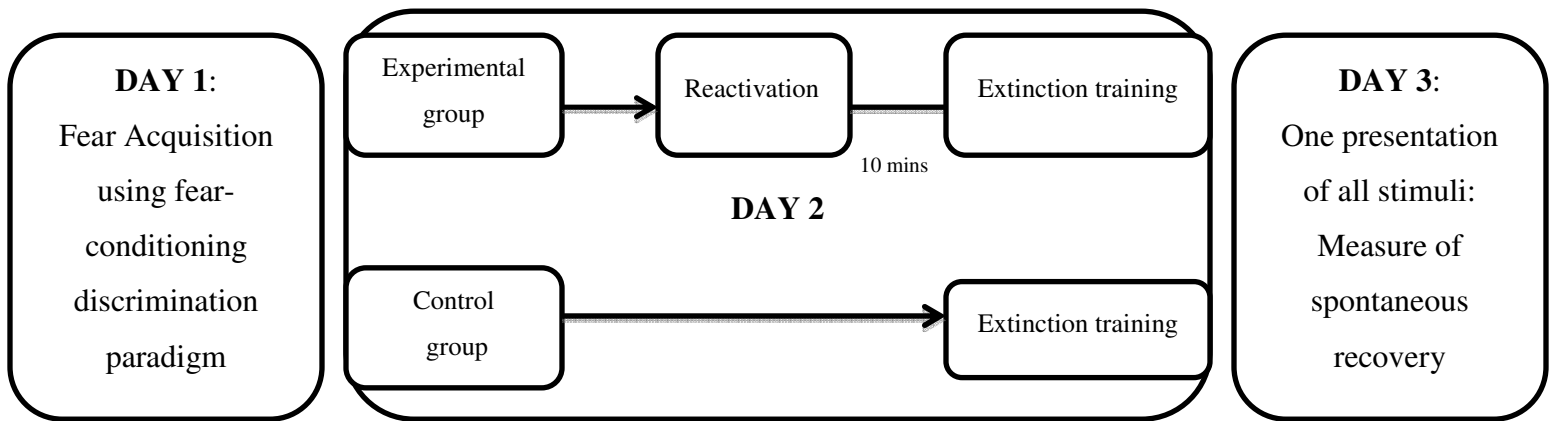 DAY 1:
Fear Acquisition
using fear-
conditioning
discrimination
paradigm
Experimental
group
Reactivation
Extinction training
10 mins
DAY 2
Control
group
Extinction training
DAY 3:
One presentation
of all stimuli:
Measure of
spontaneous
recovery